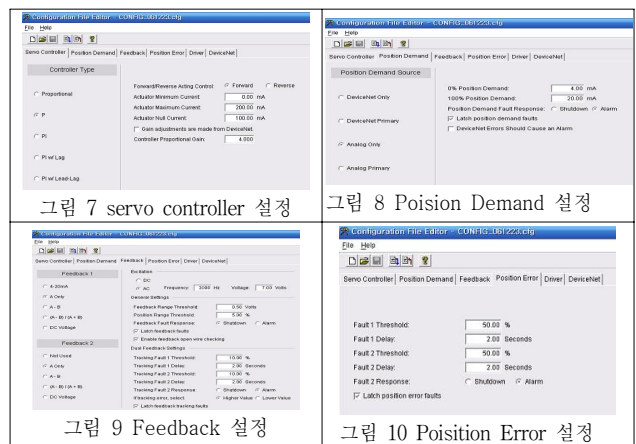 Configuration File Editor - CONFIG_061223.cfg
File Help
Servo Controller Position Demand Feedback Position Error Driver DeviceNet
Controller Type
Proportional
P
PI
PI w/ Lag
PI w/ Lead-Lag
Forward/Reverse Acting Control: Forward Reverse
Actuator Minimum Current: 0.00 mA
Actuator Maximum Current: 200.00 mA
Actuator Null Current: 100.00 mA
Gain adjustments are made from DeviceNet.
Controller Proportional Gain: 4.000
그림 7 servo controller 설정
Configuration File Editor - CONFIG_061223.cfg
File Help
Servo Controller Position Demand Feedback Position Error Driver DeviceNet
Position Demand Source
DeviceNet Only
DeviceNet Primary
Analog Only
Analog Primary
0% Position Demand: 4.00 mA
100% Position Demand: 20.00 mA
Position Demand Fault Response: Shutdown Alarm
Latch position demand faults
DeviceNet Errors Should Cause an Alarm
그림 8 Poision Demand 설정
Configuration File Editor - CONFIG_061223.cfg
File Help
Servo Controller Position Demand Feedback Position Error Driver DeviceNet
Feedback 1
4-20mA
A Only
A - B
(A - B) / (A + B)
DC Voltage
Feedback 2
Not Used
A Only
A - B
(A - B) / (A + B)
DC Voltage
Excitation
DC
AC Frequency: 3000 Hz Voltage: 7.00 Volts
General Settings
Feedback Range Threshold: 0.50 Volts
Position Range Threshold: 5.00 %
Feedback Fault Response: Shutdown Alarm
Latch feedback faults
Enable feedback open wire checking
Dual Feedback Settings
Tracking Fault 1 Threshold: 10.00 %
Tracking Fault 1 Delay: 2.00 Seconds
Tracking Fault 2 Threshold: 10.00 %
Tracking Fault 2 Delay: 2.00 Seconds
Tracking Fault 2 Response: Shutdown Alarm
If tracking error, select: Higher Value Lower Value
Latch feedback tracking faults
그림 9 Feedback 설정
Configuration File Editor - CONFIG_061223.cfg
File Help
Servo Controller Position Demand Feedback Position Error Driver DeviceNet
Fault 1 Threshold: 50.00 %
Fault 1 Delay: 2.00 Seconds
Fault 2 Threshold: 50.00 %
Fault 2 Delay: 2.00 Seconds
Fault 2 Response: Shutdown Alarm
Latch position error faults
그림 10 Poisition Error 설정